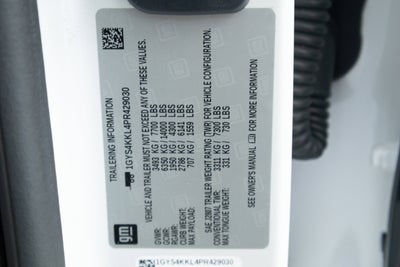 TRAILERING INFORMATION
1GYS4KKL4PR429030
VEHICLE AND TRAILER MUST NOT EXCEED ANY OF THESE VALUES.
GVWR: 3493 KG/ 7700 LBS
GCWR: 6350 KG/ 14000 LBS
RGAWR: 1950 KG/ 4300 LBS
CURB WEIGHT: 2786 KG/ 6141 LBS
MAX PAYLOAD: 707 KG/ 1559 LBS
SAE J2807 TRAILER WEIGHT RATING (TWR) FOR VEHICLE CONFIGURATION.
CONVENTIONAL TWR: 3311 KG/ 7300 LBS
MAX TONGUE WEIGHT: 331 KG/ 730 LBS
SEE OWNER'S MANUAL FOR MORE INFORMATION
gm
1GYS4KKL4PR429030